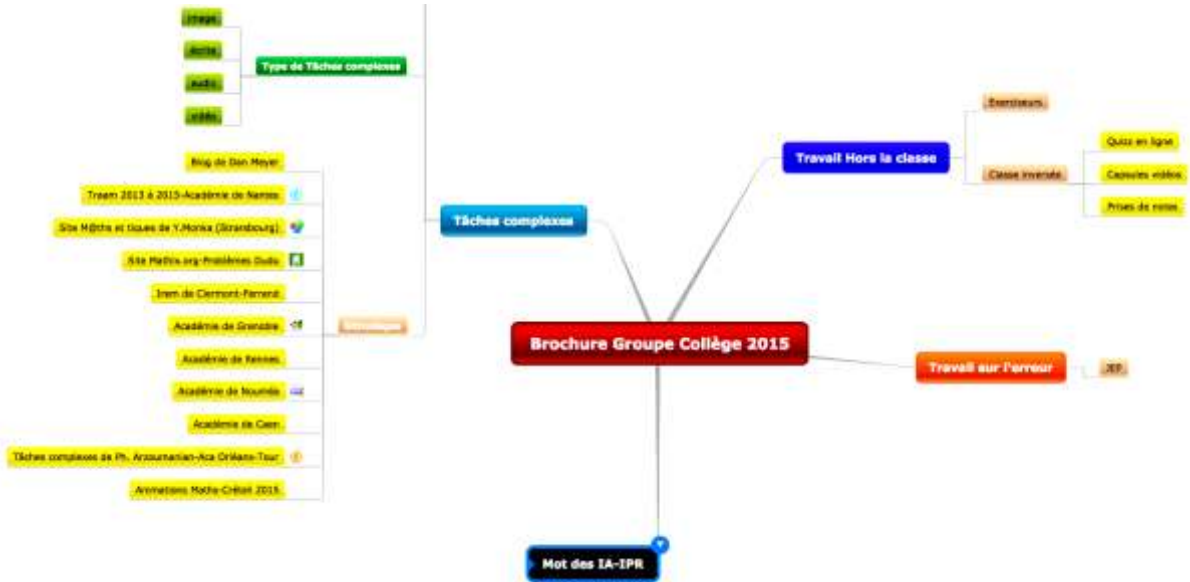 image
écrite
audio
vidéo
Type de Tâches complexes
Blog de Dan Meyer
Traam 2013 à 2015-Académie de Nantes
Site M@ths et tiques de Y.Monka (Strasbourg)
Site Mathix.org-Problèmes Dudu
Irem de Clermont-Ferrand
Académie de Grenoble
Académie de Rennes
Académie de Nouméa
Académie de Caen
Tâches complexes de Ph. Arzoumanian-Aca Orléans-Tour
Animations Maths-Créteil 2015
Tâches complexes
Travail Hors la classe
Exerciseurs
Classe inversée
Quizz en ligne
Capsules vidéos
Prises de notes
Brochure Groupe Collège 2015
Travail sur l'erreur
Mot des IA-IPR